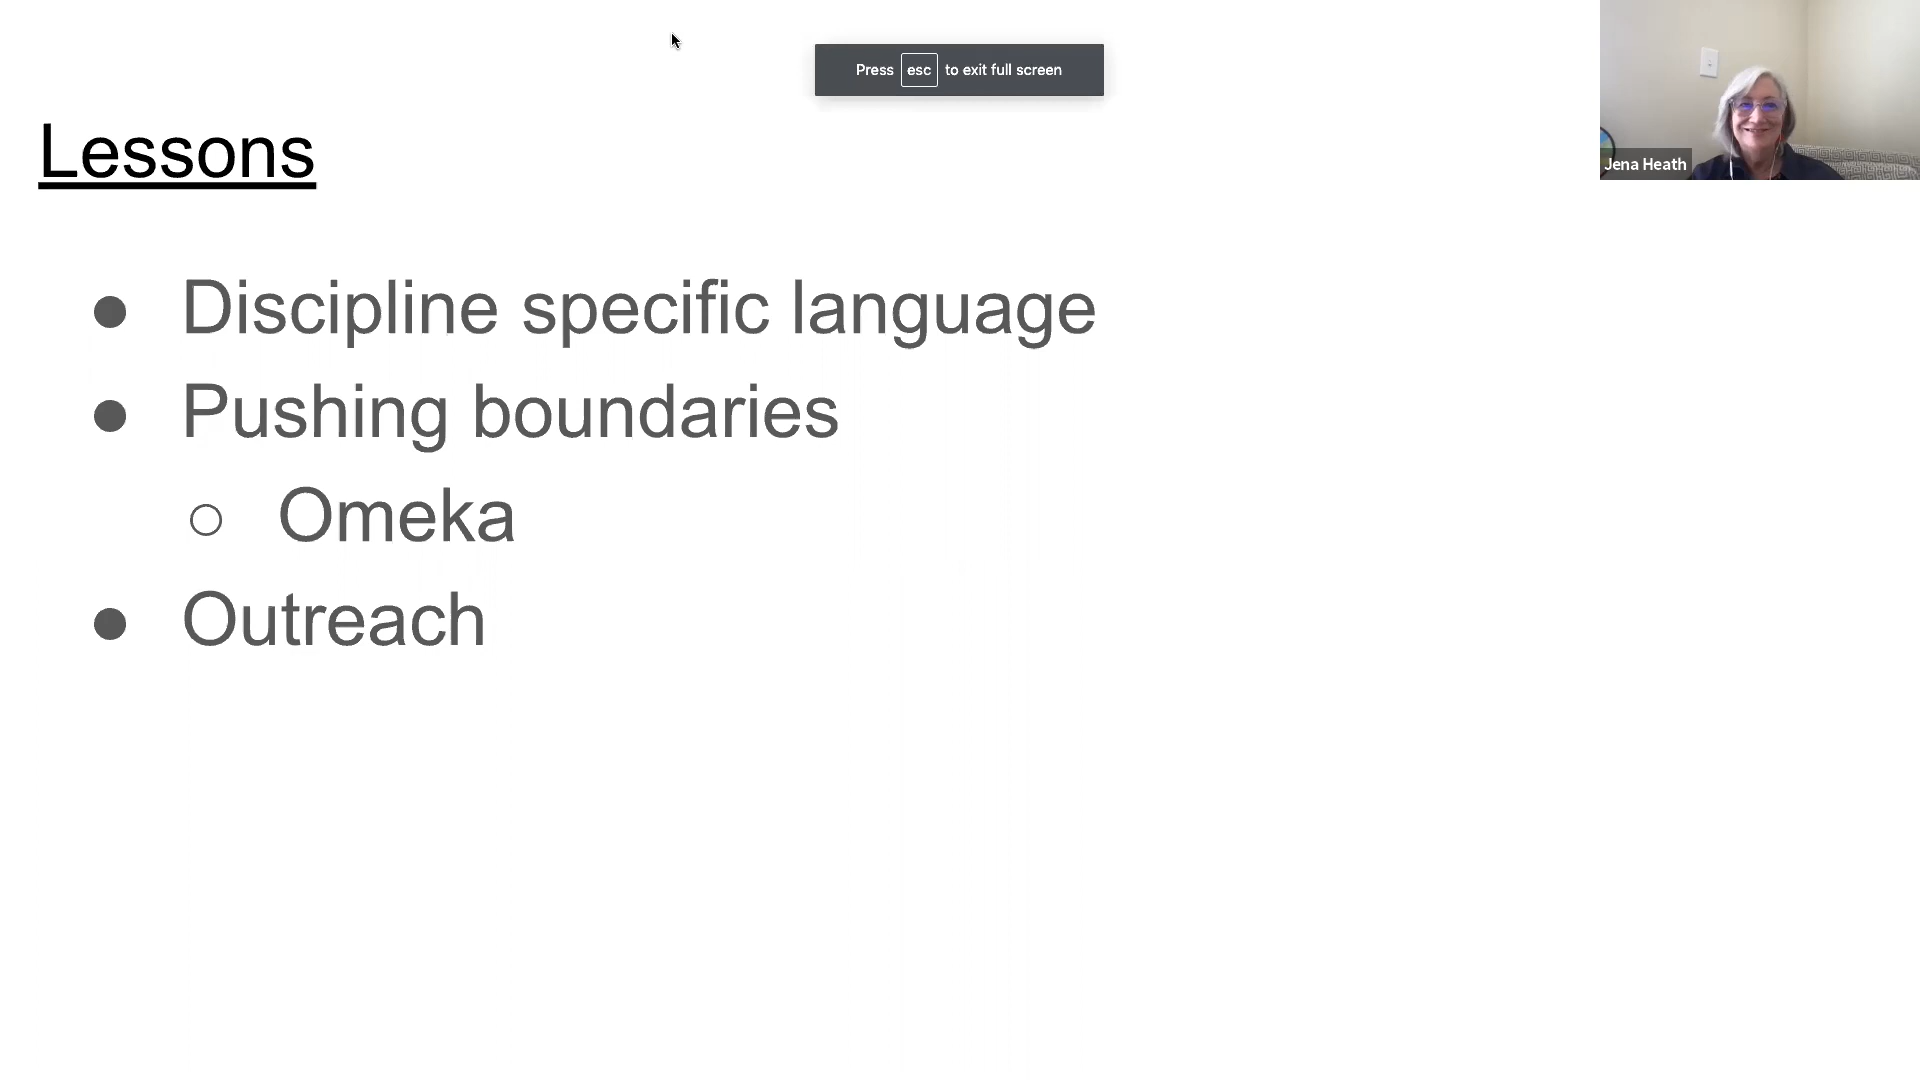 Press esc to exit full screen
Jena Heath
Lessons
● Discipline specific language
● Pushing boundaries
○ Omeka
● Outreach